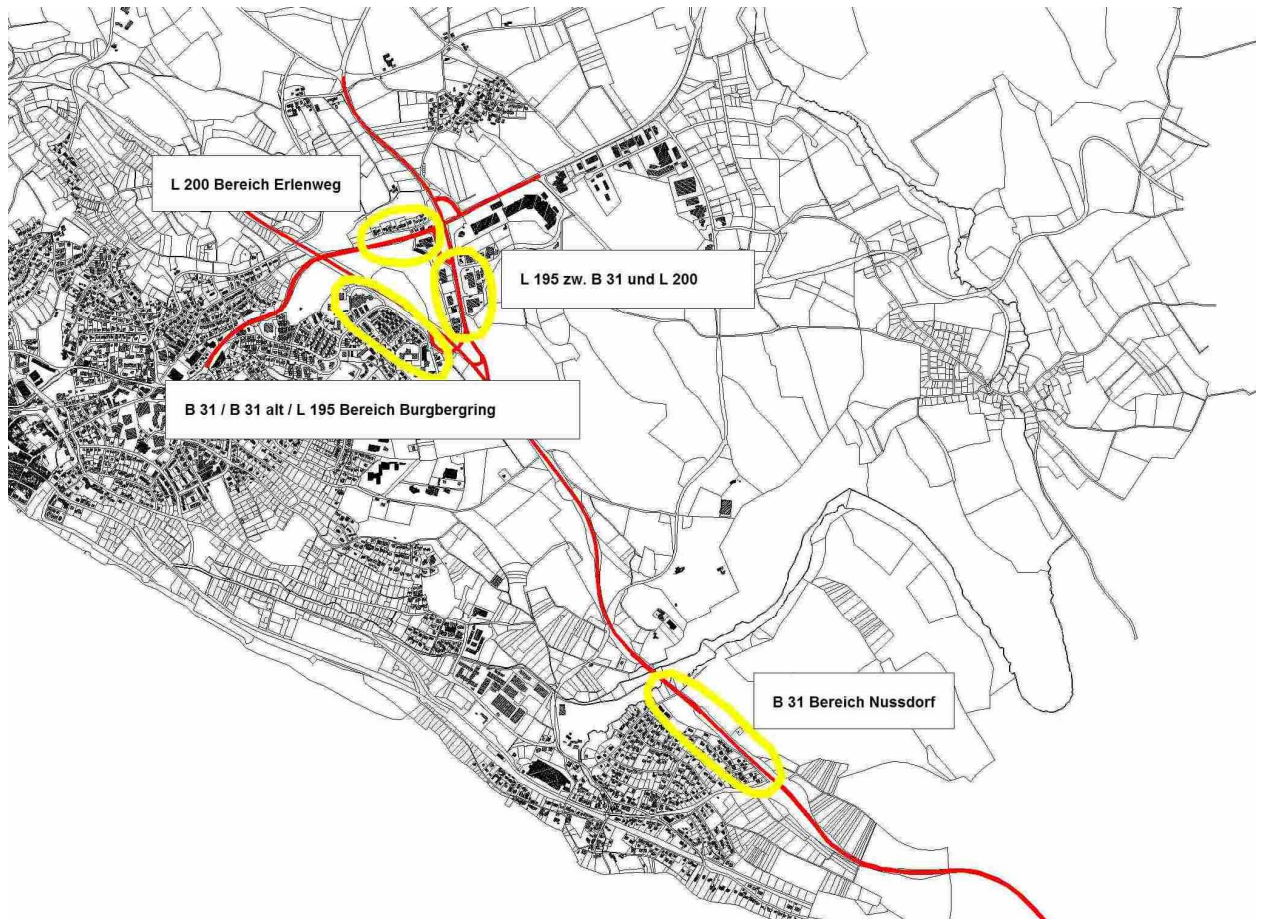 L 200 Bereich Erlenweg
L 195 zw. B 31 und L 200
B 31 / B 31 alt / L 195 Bereich Burgbergring
B 31 Bereich Nussdorf